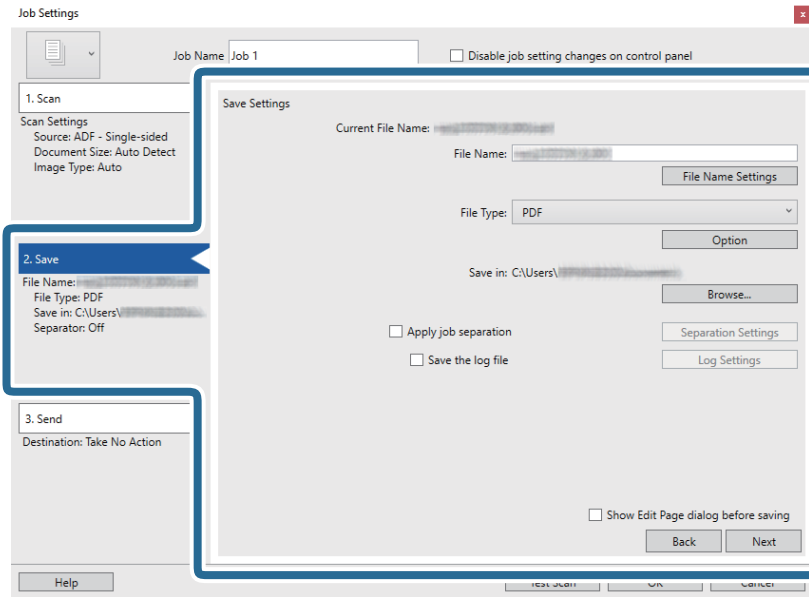 Job Settings
x
Job Name Job 1
Disable job setting changes on control panel
1. Scan
Scan Settings
Source: ADF - Single-sided
Document Size: Auto Detect
Image Type: Auto
2. Save
File Name:
File Type: PDF
Save in: C:\Users\
Separator: Off
3. Send
Destination: Take No Action
Save Settings
Current File Name:
File Name:
File Name Settings
File Type: PDF
Option
Save in: C:\Users\
Browse...
Apply job separation
Separation Settings
Save the log file
Log Settings
Show Edit Page dialog before saving
Back Next
Help Test Scan OK Cancel